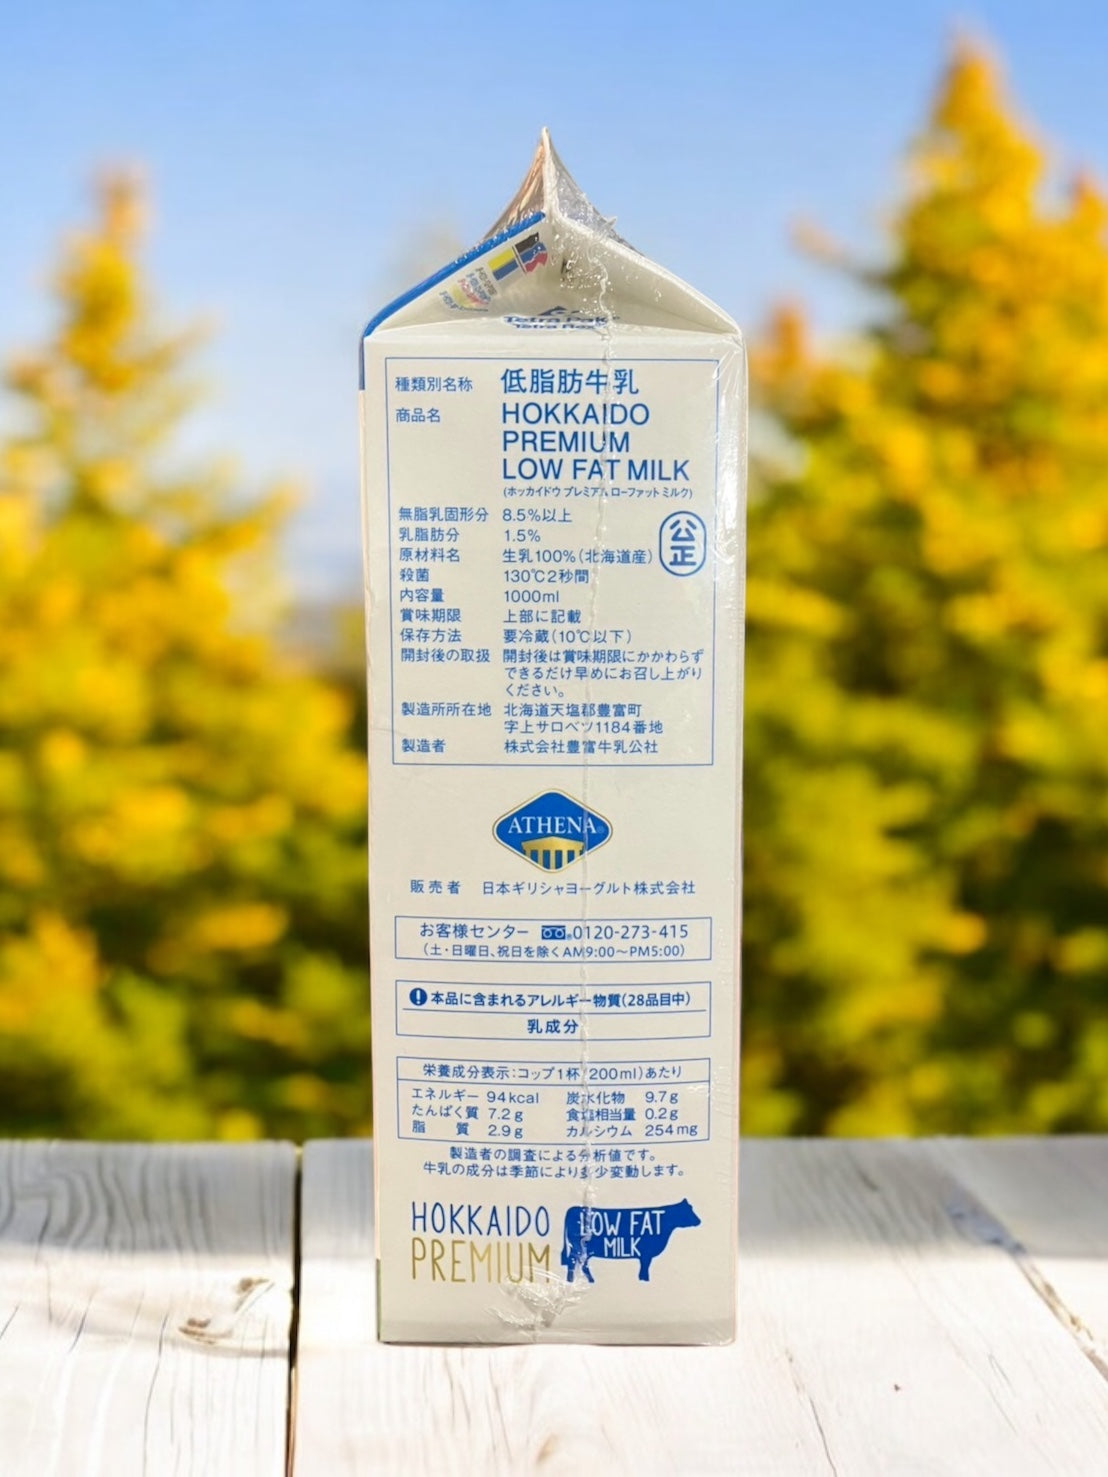 Tetra Pak
Tetra Rex
種類別名称 低脂肪牛乳
商品名 HOKKAIDO
PREMIUM
LOW FAT MILK
(ホッカイドウ プレミアム ローファット ミルク)
無脂乳固形分 8.5%以上
乳脂肪分 1.5%
原材料名 生乳100%(北海道産)
公正
殺菌 130℃2秒間
内容量 1000ml
賞味期限 上部に記載
保存方法 要冷蔵(10℃以下)
開封後の取扱 開封後は賞味期限にかかわらず
できるだけ早めにお召し上がり
ください。
製造所所在地 北海道天塩郡豊富町
字上サロベツ1184番地
製造者 株式会社豊富牛乳公社
ATHENA®
販売者 日本ギリシャヨーグルト株式会社
お客様センター 0120-273-415
(土・日曜日、祝日を除くAM9:00〜PM5:00)
本品に含まれるアレルギー物質(28品目中)
乳成分
栄養成分表示:コップ1杯(200ml)あたり
エネルギー 94kcal 炭水化物 9.7g
たんぱく質 7.2g 食塩相当量 0.2g
脂質 2.9g カルシウム 254mg
製造者の調査による分析値です。
牛乳の成分は季節により多少変動します。
HOKKAIDO
PREMIUM
LOW FAT
MILK